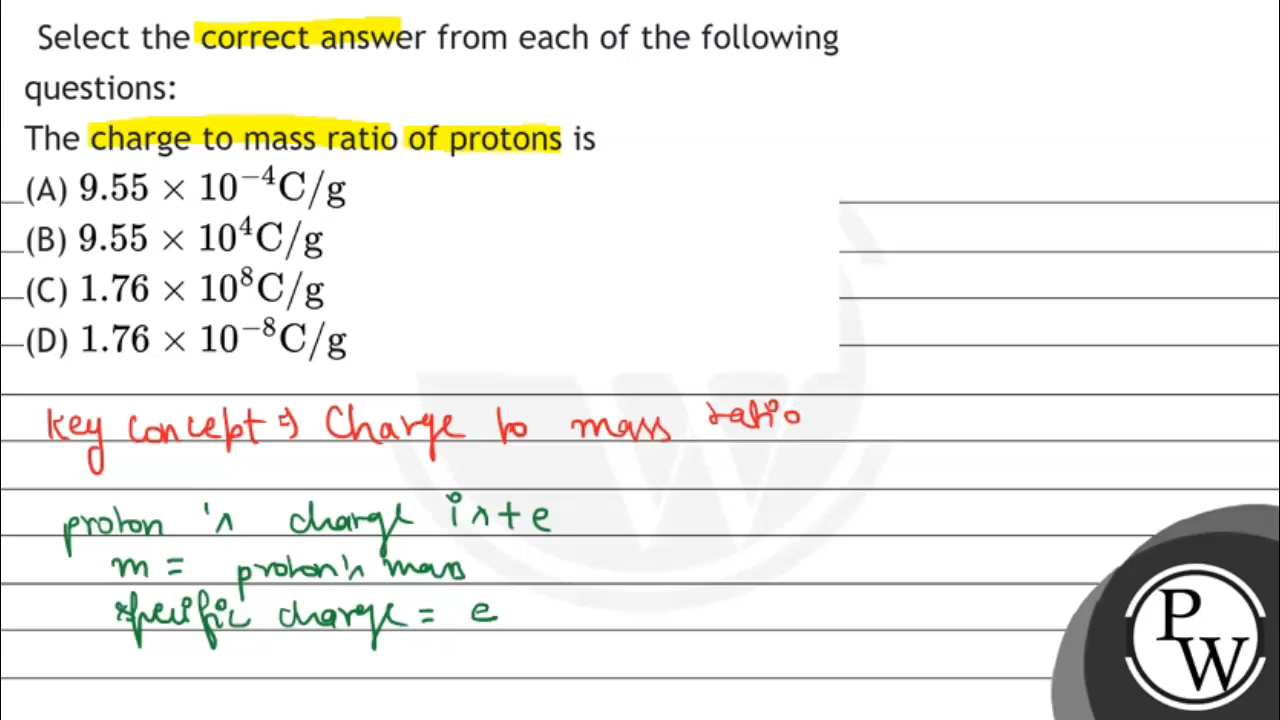 Select the correct answer from each of the following
questions:
The charge to mass ratio of protons is
(A) 9.55 × 10⁻⁴C/g
(B) 9.55 × 10⁴C/g
(C) 1.76 × 10⁸C/g
(D) 1.76 × 10⁻⁸C/g
Key concept ⇒ Charge to mass ratio
proton's charge is +e
m = proton's mass
specific charge = e
PW